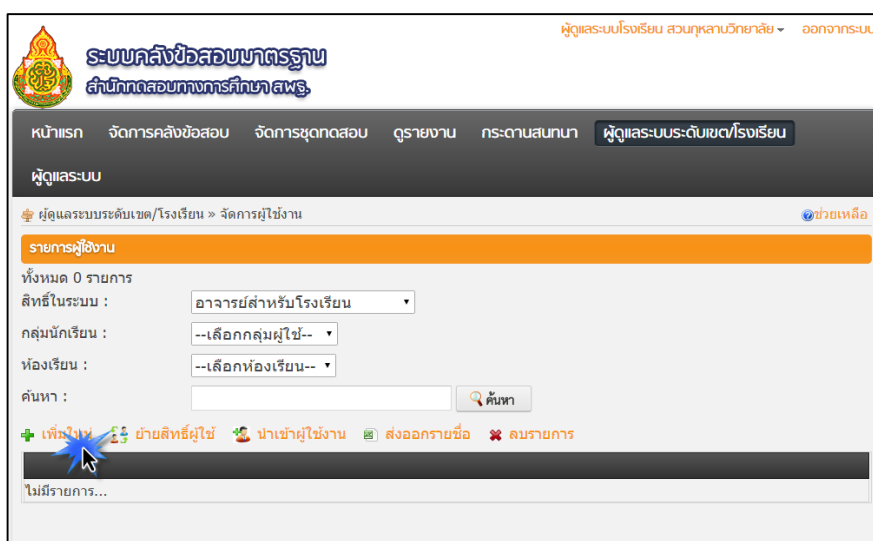 ผู้ดูแลระบบโรงเรียน สวนกุหลาบวิทยาลัย ออกจากระบบ
ระบบคลังข้อสอบมาตรฐาน
สำนักทดสอบทางการศึกษา สพฐ.
หน้าแรก จัดการคลังข้อสอบ จัดการชุดทดสอบ ดูรายงาน กระดานสนทนา ผู้ดูแลระบบระดับเขต/โรงเรียน
ผู้ดูแลระบบ
ผู้ดูแลระบบระดับเขต/โรงเรียน » จัดการผู้ใช้งาน ช่วยเหลือ
รายการผู้ใช้งาน
ทั้งหมด 0 รายการ
สิทธิ์ในระบบ : อาจารย์สำหรับโรงเรียน
กลุ่มนักเรียน : --เลือกกลุ่มผู้ใช้--
ห้องเรียน : --เลือกห้องเรียน--
ค้นหา : ค้นหา
เพิ่มใหม่ ย้ายสิทธิ์ผู้ใช้ นำเข้าผู้ใช้งาน ส่งออกรายชื่อ ลบรายการ
ไม่มีรายการ...